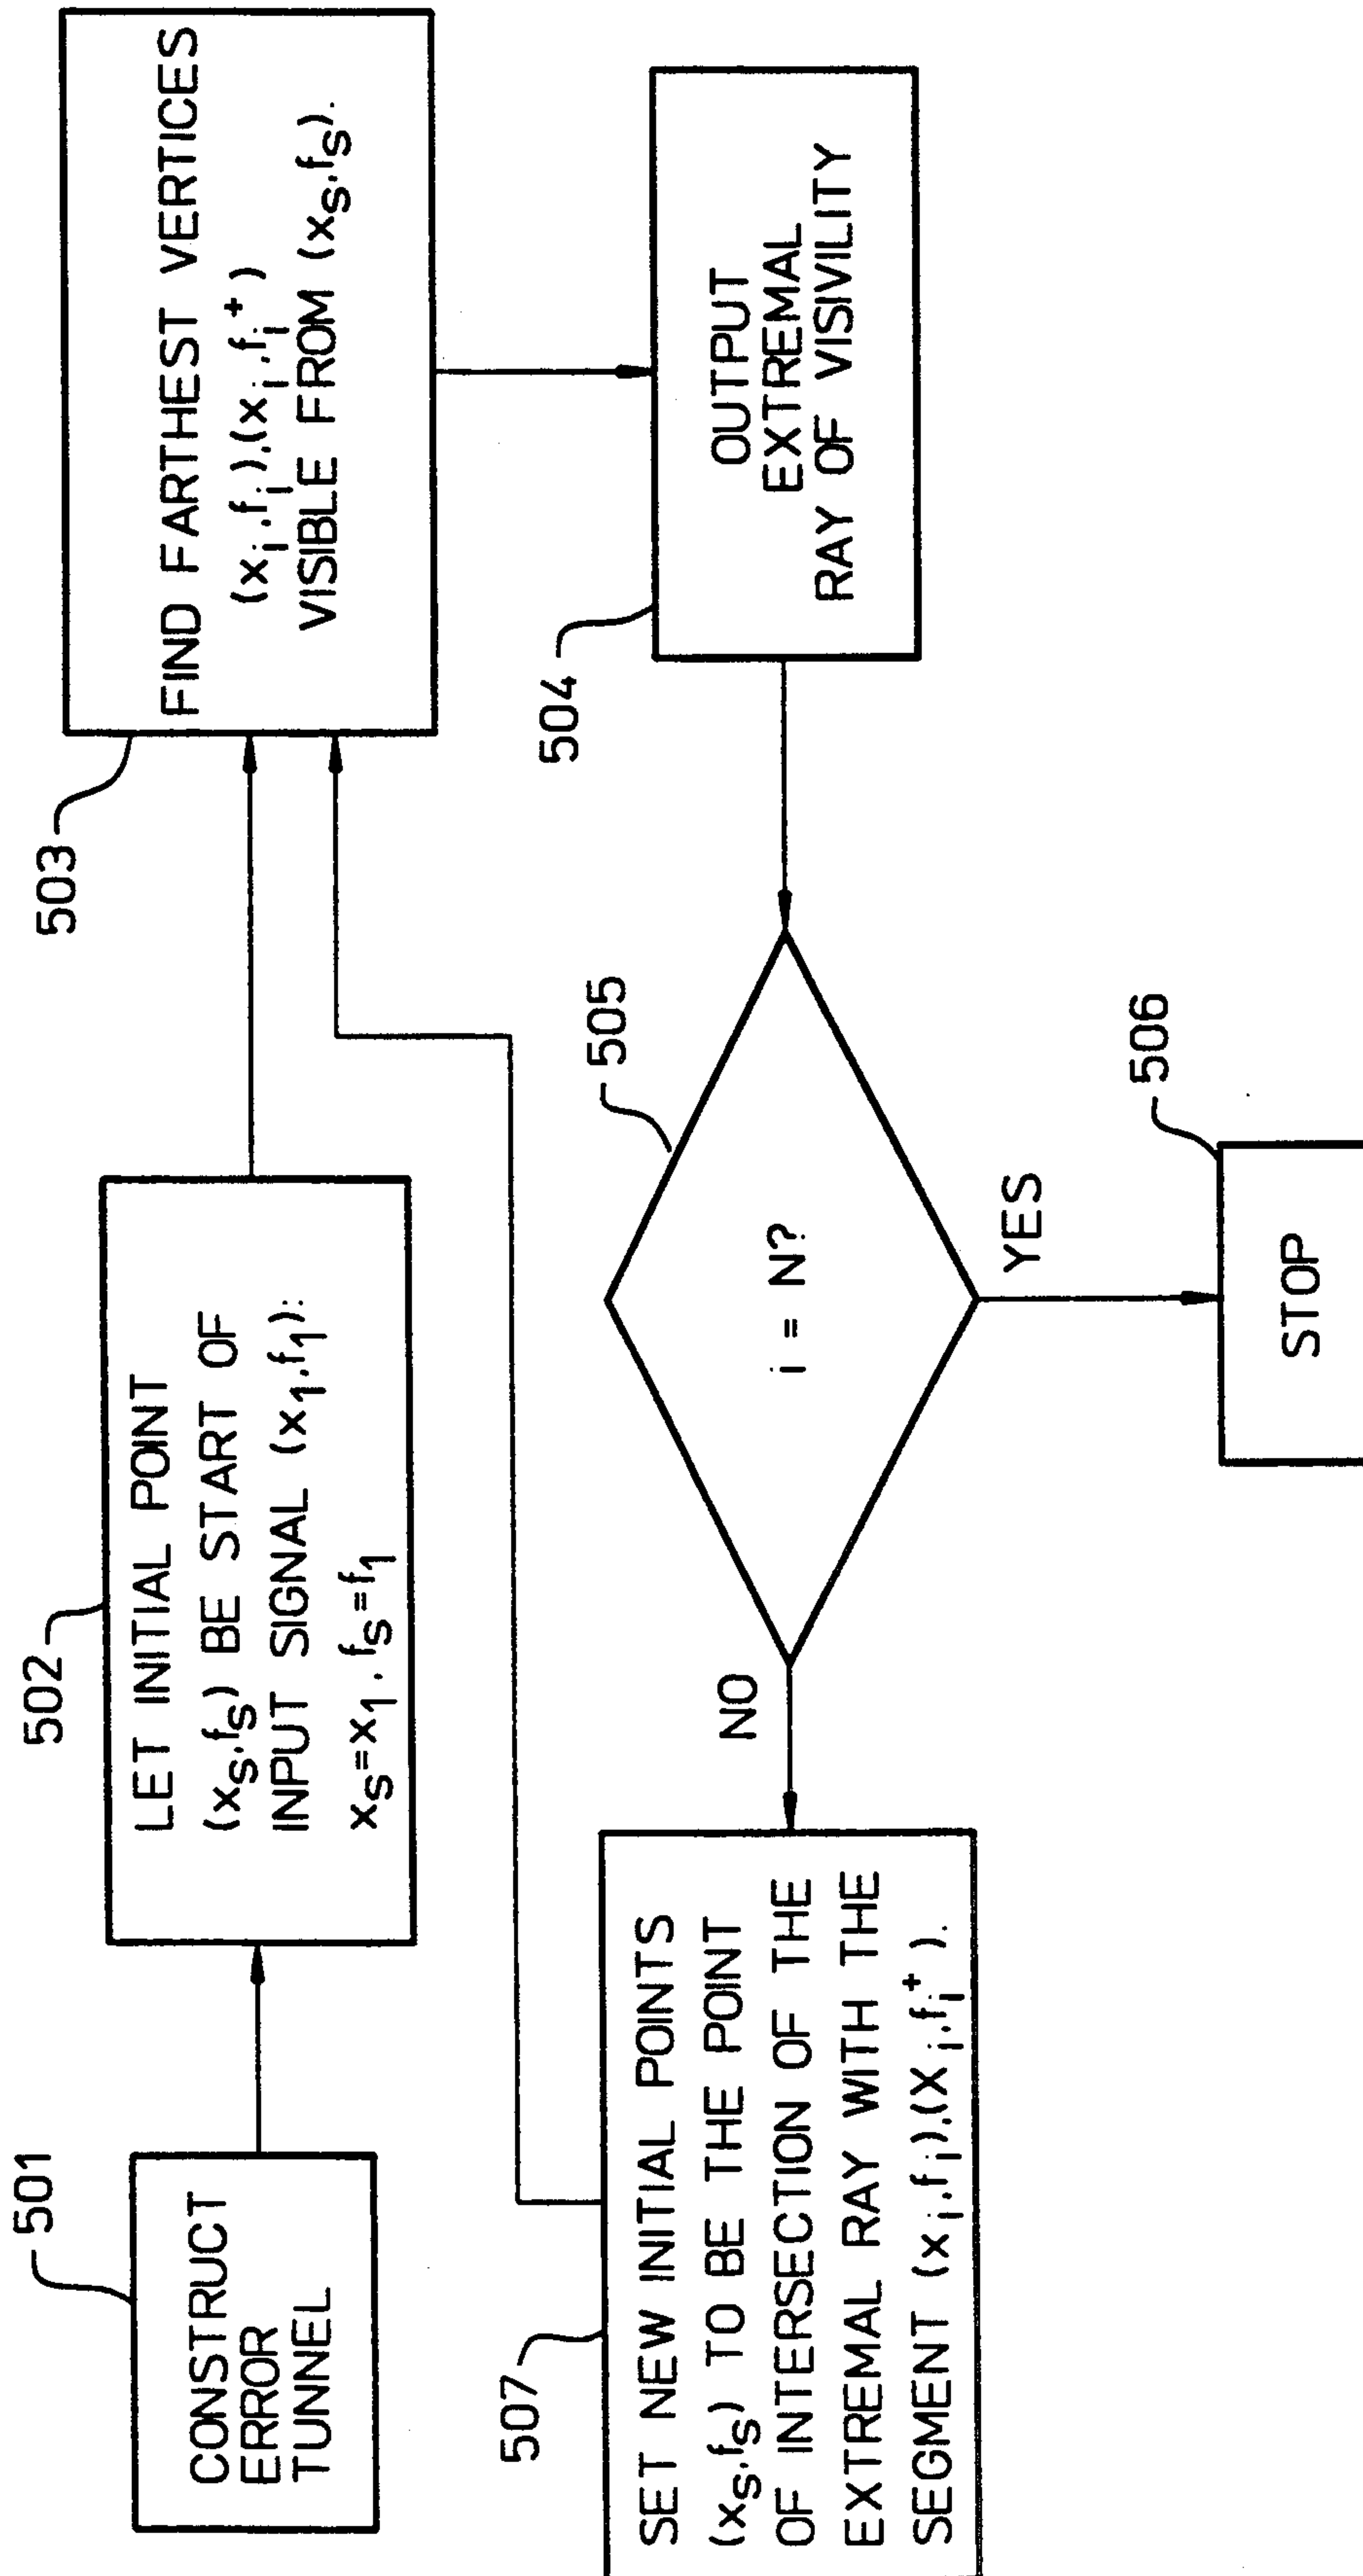 501
CONSTRUCT
ERROR
TUNNEL
502
LET INITIAL POINT
(xₛ,fₛ) BE START OF
INPUT SIGNAL (x₁,f₁):
xₛ=x₁, fₛ=f₁
503
FIND FARTHEST VERTICES
(xᵢ,fᵢ),(xᵢ,fᵢ⁺)
VISIBLE FROM (xₛ,fₛ).
504
OUTPUT
EXTREMAL
RAY OF VISIVILITY
505
i = N?
YES
506
STOP
NO
507
SET NEW INITIAL POINTS
(xₛ,fₛ) TO BE THE POINT
OF INTERSECTION OF THE
EXTREMAL RAY WITH THE
SEGMENT (xᵢ,fᵢ),(Xᵢ,fᵢ⁺).